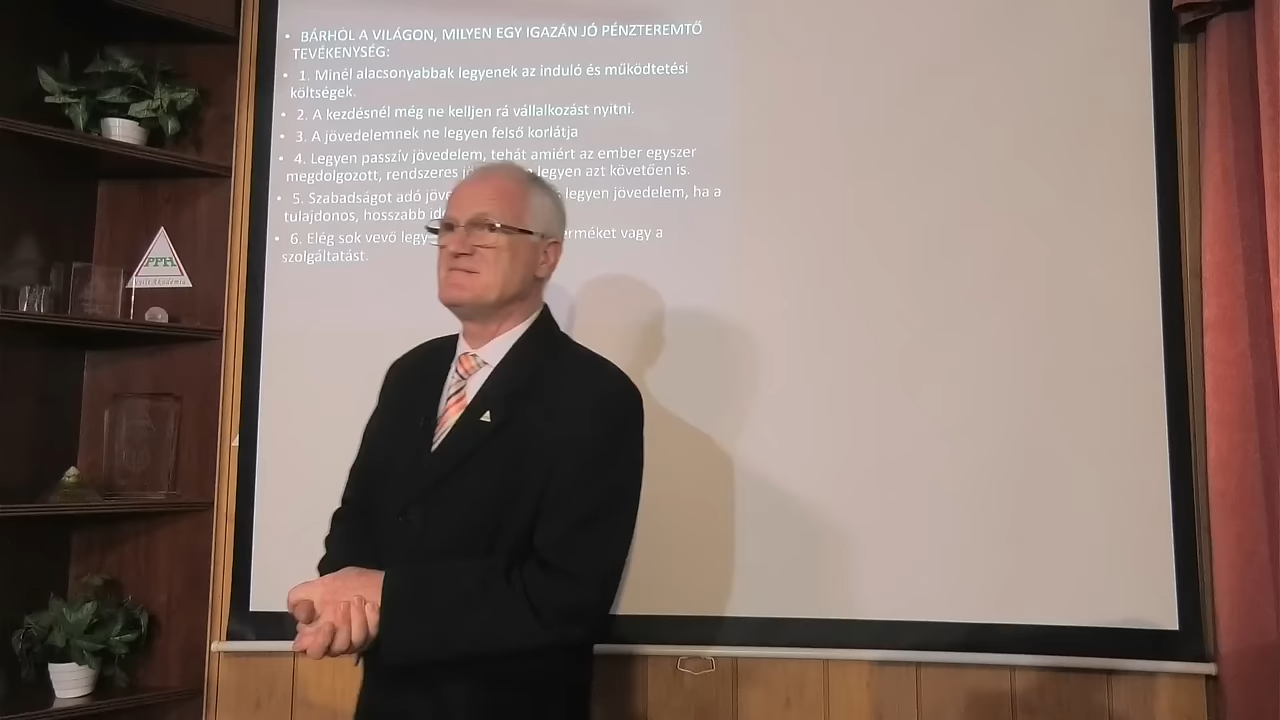 • BÁRHOL A VILÁGON, MILYEN EGY IGAZÁN JÓ PÉNZTEREMTŐ
TEVÉKENYSÉG:
• 1. Minél alacsonyabbak legyenek az induló és működtetési
költségek.
• 2. A kezdésnél még ne kelljen rá vállalkozást nyitni.
• 3. A jövedelemnek ne legyen felső korlátja
• 4. Legyen passzív jövedelem, tehát amiért az ember egyszer
megdolgozott, rendszeres legyen azt követően is.
• 5. Szabadságot adó legyen jövedelem, ha a
tulajdonos, hosszabb
• 6. Elég sok vevő vagy a
szolgáltatást.
Profit Akadémia